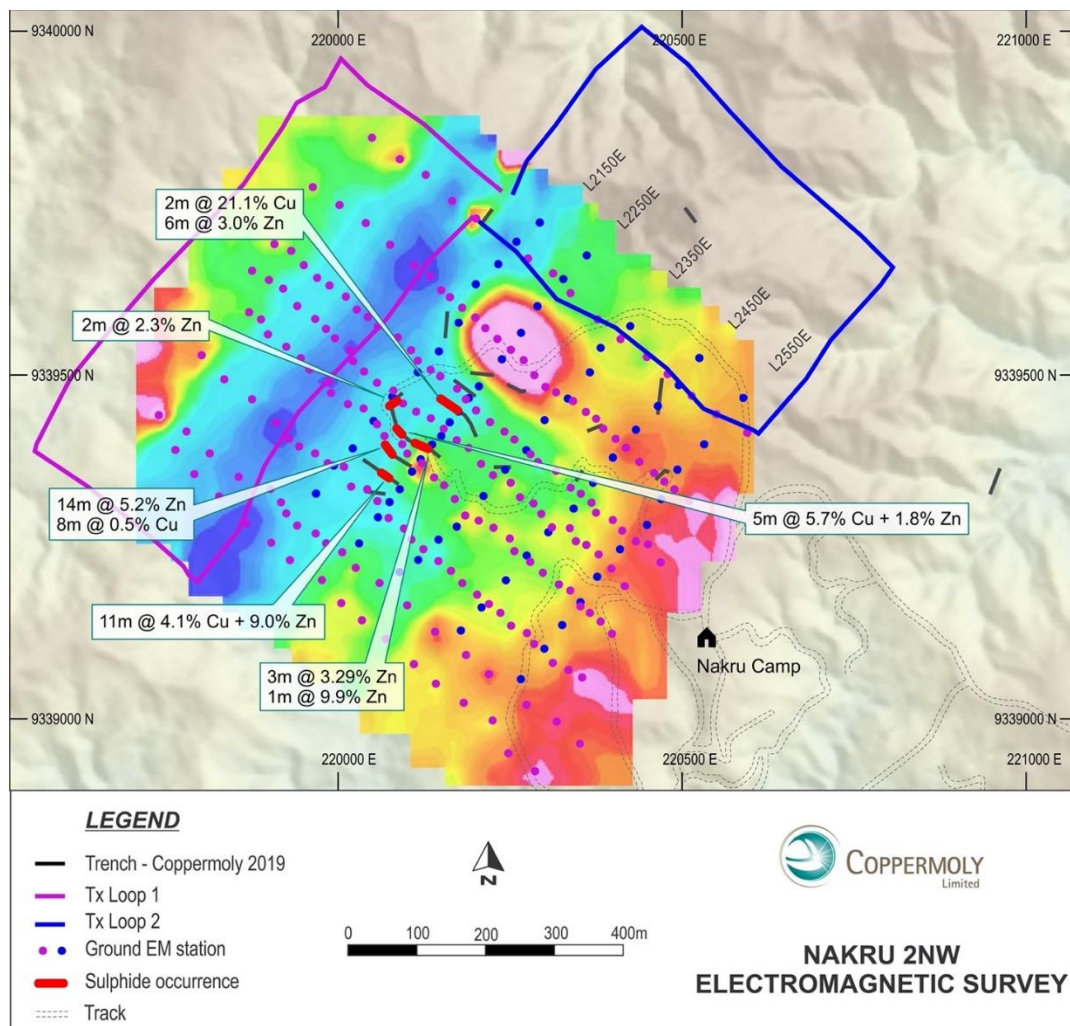 9340000 N
220000 E
220500 E
221000 E
L2150E
L2250E
L2350E
L2450E
L2550E
2m @ 21.1% Cu
6m @ 3.0% Zn
2m @ 2.3% Zn
9339500 N
9339500 N
14m @ 5.2% Zn
8m @ 0.5% Cu
5m @ 5.7% Cu + 1.8% Zn
11m @ 4.1% Cu + 9.0% Zn
3m @ 3.29% Zn
1m @ 9.9% Zn
Nakru Camp
9339000 N
9339000 N
220000 E
220500 E
221000 E
LEGEND
Trench - Coppermoly 2019
Tx Loop 1
Tx Loop 2
Ground EM station
Sulphide occurrence
Track
N
0 100 200 300 400m
COPPERMOLY
Limited
NAKRU 2NW
ELECTROMAGNETIC SURVEY